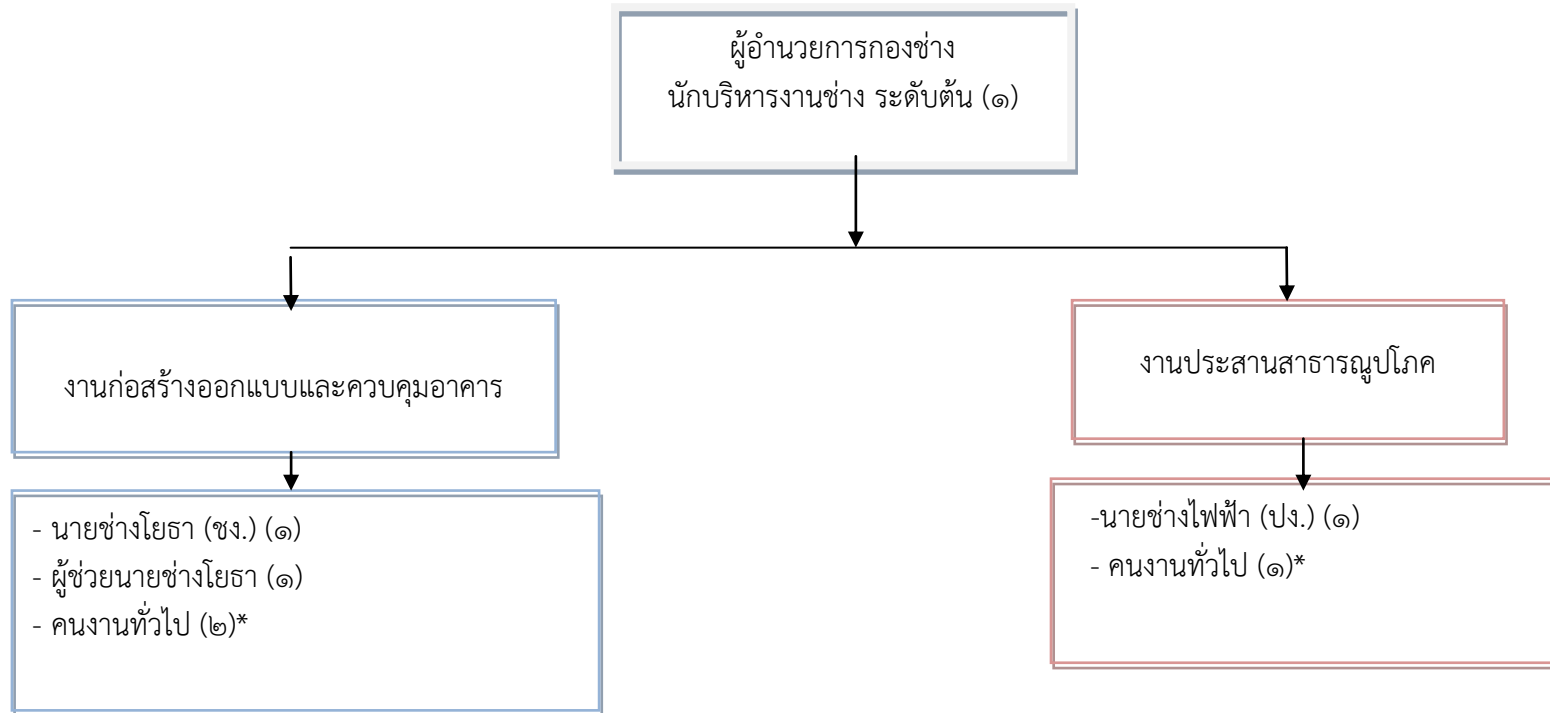 ผู้อำนวยการกองช่าง
นักบริหารงานช่าง ระดับต้น (๑)
งานก่อสร้างออกแบบและควบคุมอาคาร
งานประสานสาธารณูปโภค
- นายช่างโยธา (ชง.) (๑)
- ผู้ช่วยนายช่างโยธา (๑)
- คนงานทั่วไป (๒)*
-นายช่างไฟฟ้า (ปง.) (๑)
- คนงานทั่วไป (๑)*